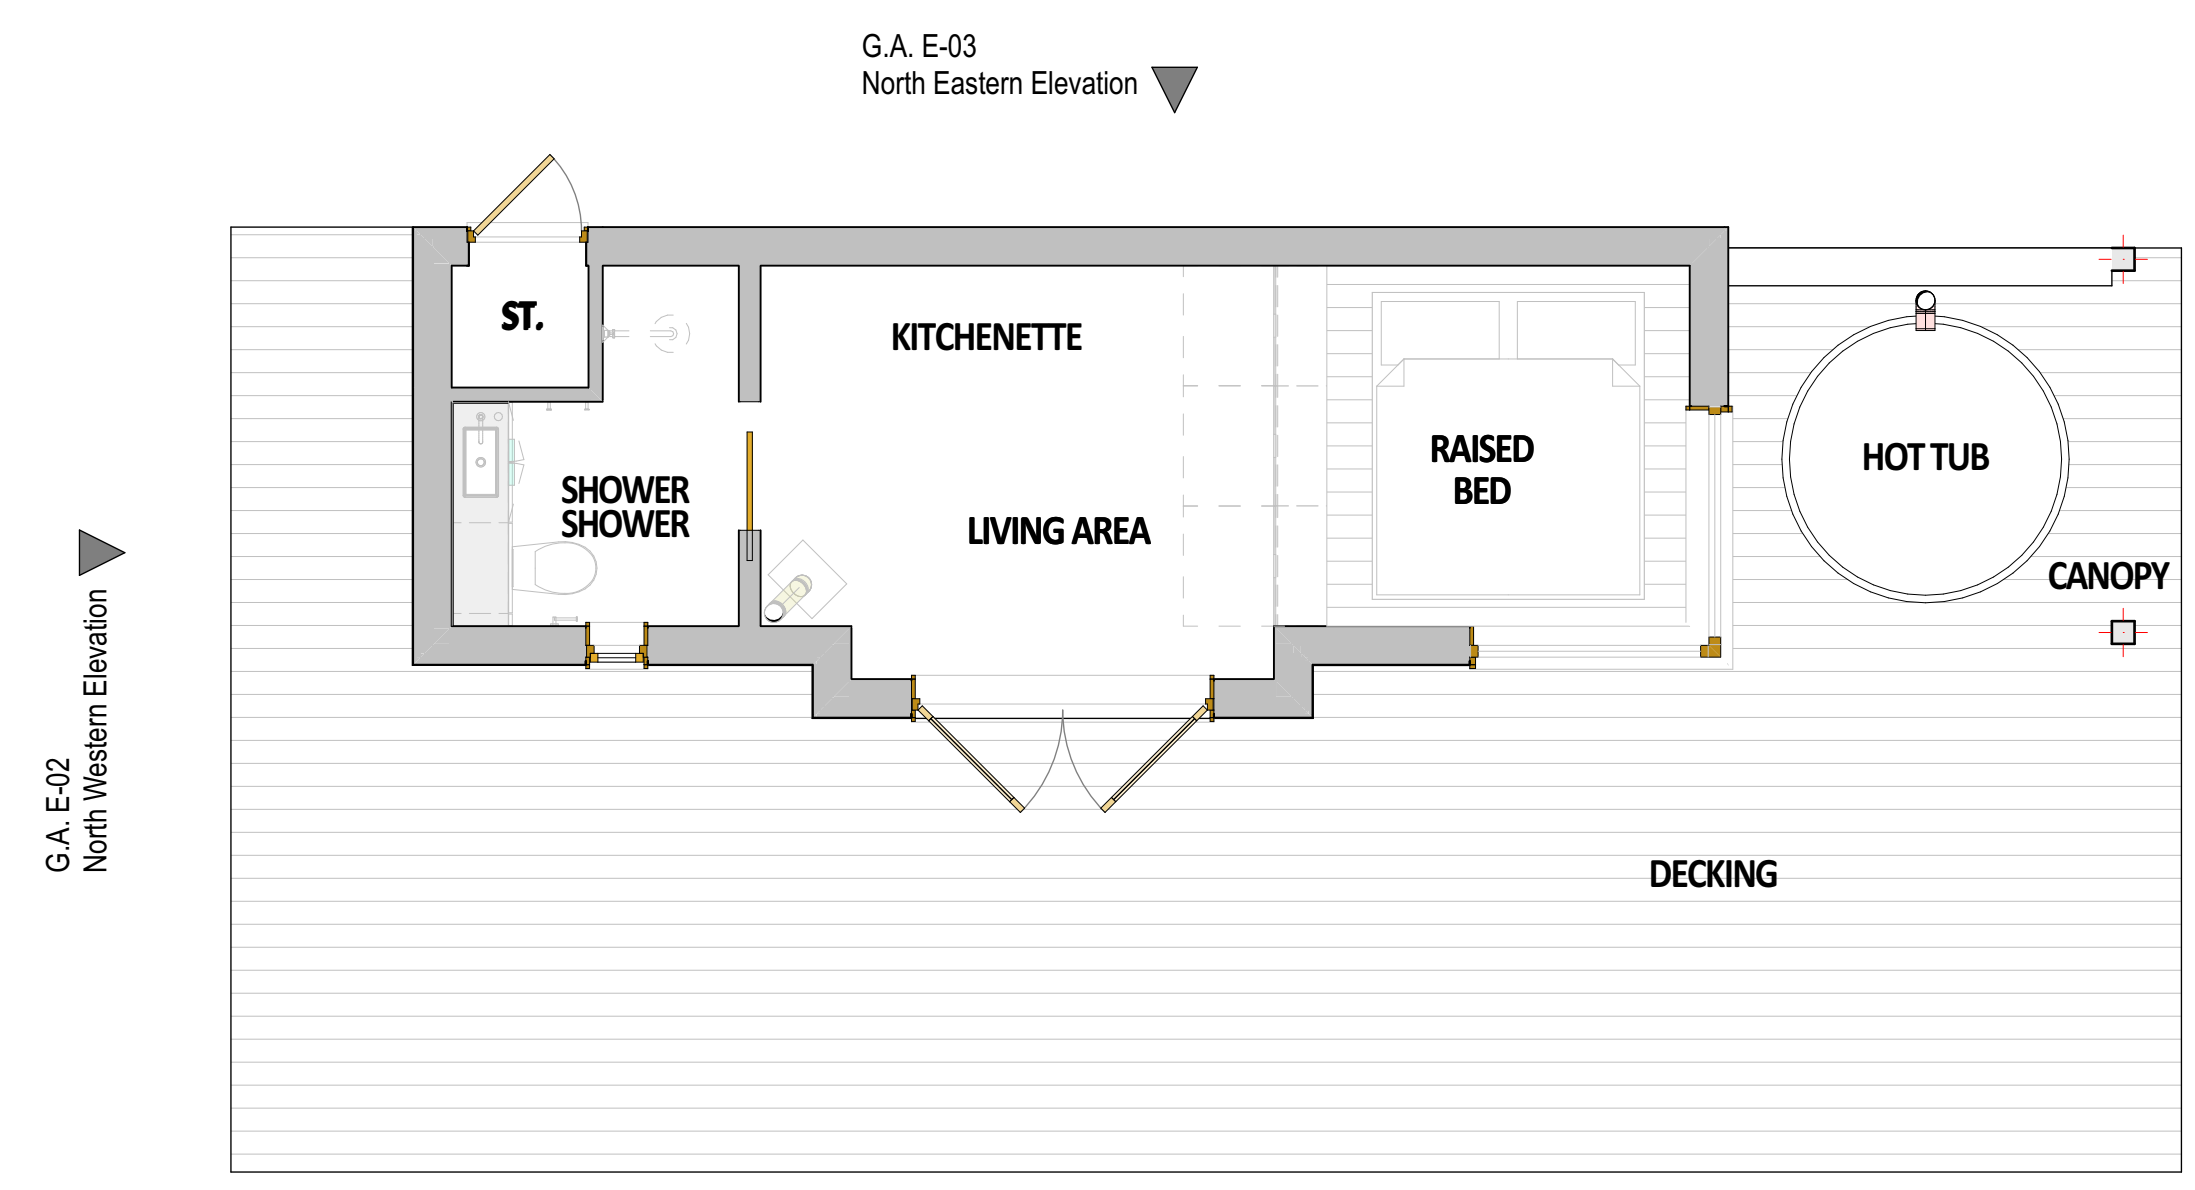 G.A. E-03
North Eastern Elevation
ST.
KITCHENETTE
RAISED
BED
HOT TUB
SHOWER
SHOWER
LIVING AREA
CANOPY
G.A. E-02
North Western Elevation
DECKING